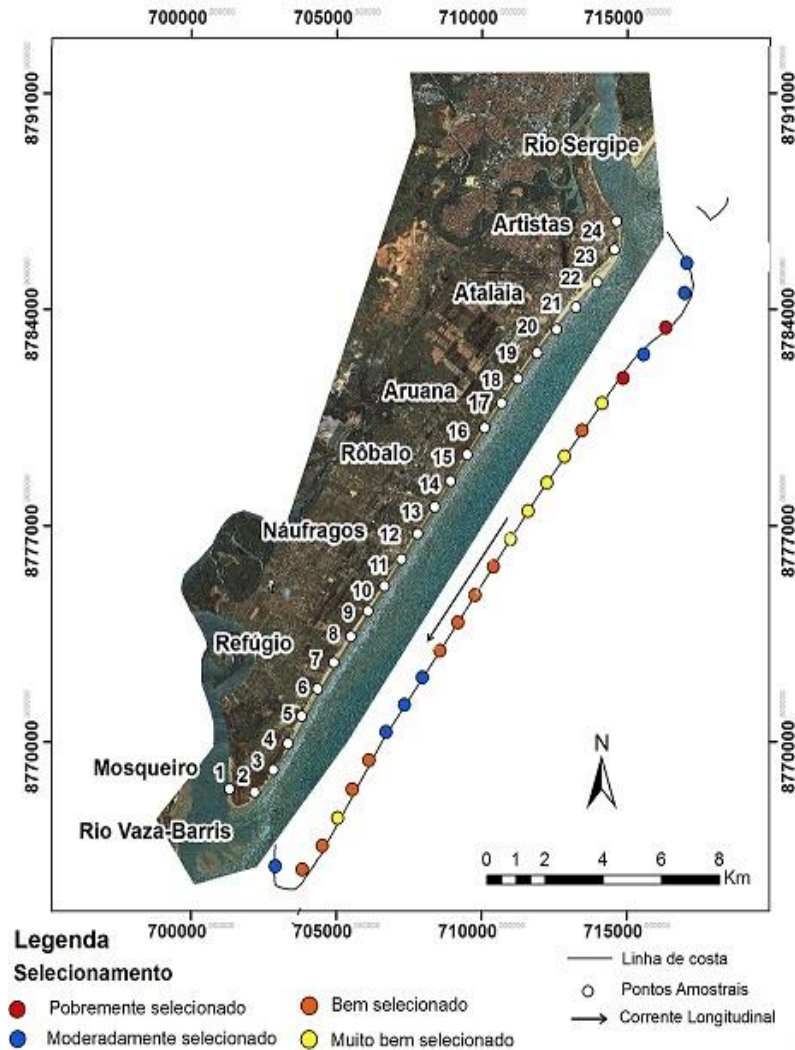 700000 705000 710000 715000
8791000
8784000
8777000
8770000
8791000
8784000
8777000
8770000
Rio Sergipe
Artistas
24
23
22
Atalaia
21
20
19
18
Aruana
17
16
Rôbalo
15
14
13
Náufragos
12
11
10
9
8
Refúgio
7
6
5
4
3
Mosqueiro
1
2
Rio Vaza-Barris
N
0 1 2 4 6 8
Km
700000 705000 710000 715000
Legenda
Selecionamento
Pobremente selecionado
Moderadamente selecionado
Bem selecionado
Muito bem selecionado
Linha de costa
Pontos Amostrais
Corrente Longitudinal